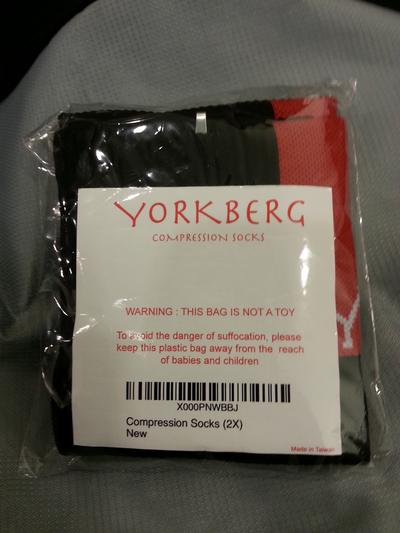 YORKBERG
COMPRESSION SOCKS
WARNING : THIS BAG IS NOT A TOY
To avoid the danger of suffocation, please
keep this plastic bag away from the reach
of babies and children
X000PNWBBJ
Compression Socks (2X)
New
Made in Taiwan
Y